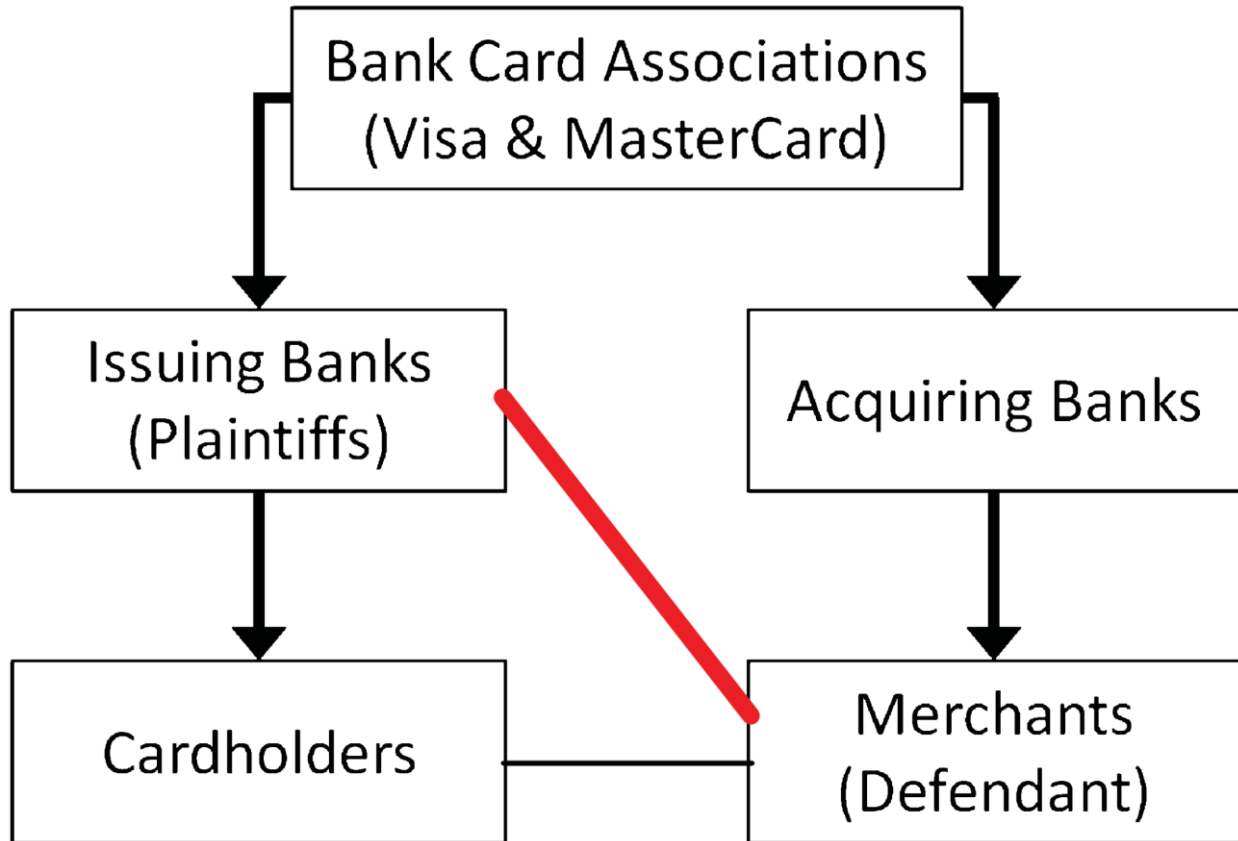 Bank Card Associations
(Visa & MasterCard)
Issuing Banks
(Plaintiffs)
Acquiring Banks
Cardholders
Merchants
(Defendant)